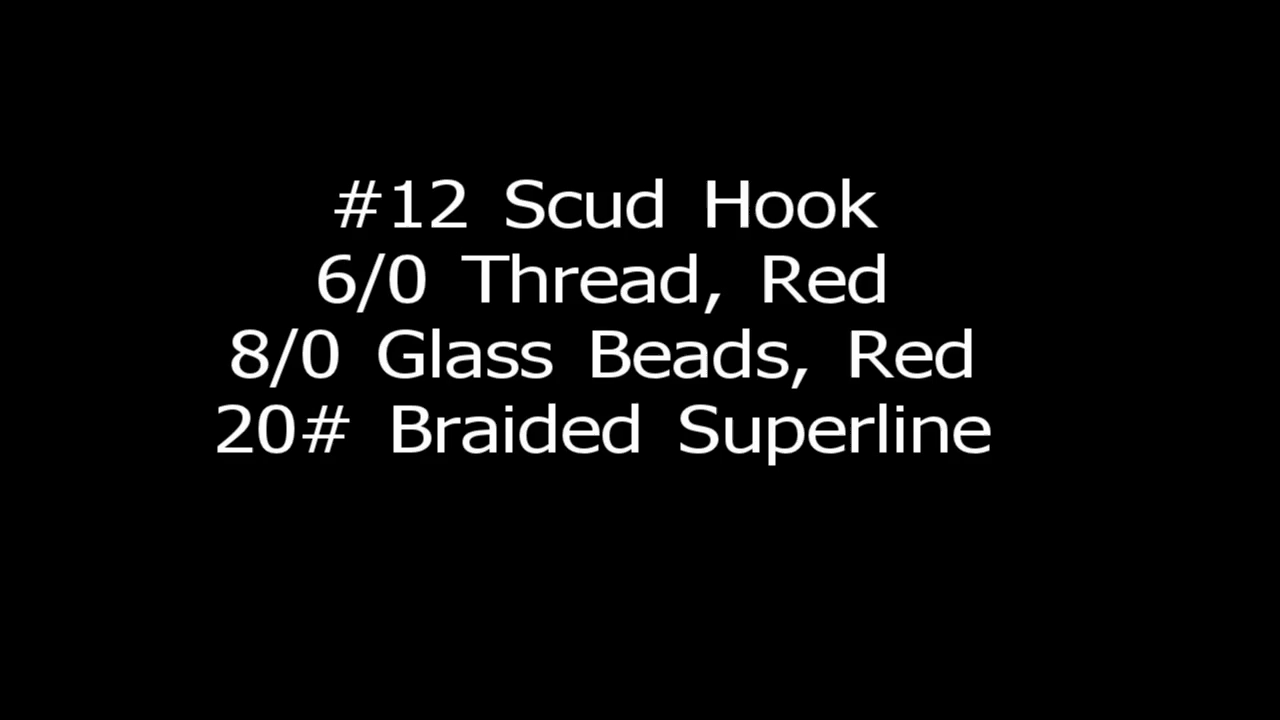 #12 Scud Hook
6/0 Thread, Red
8/0 Glass Beads, Red
20# Braided Superline